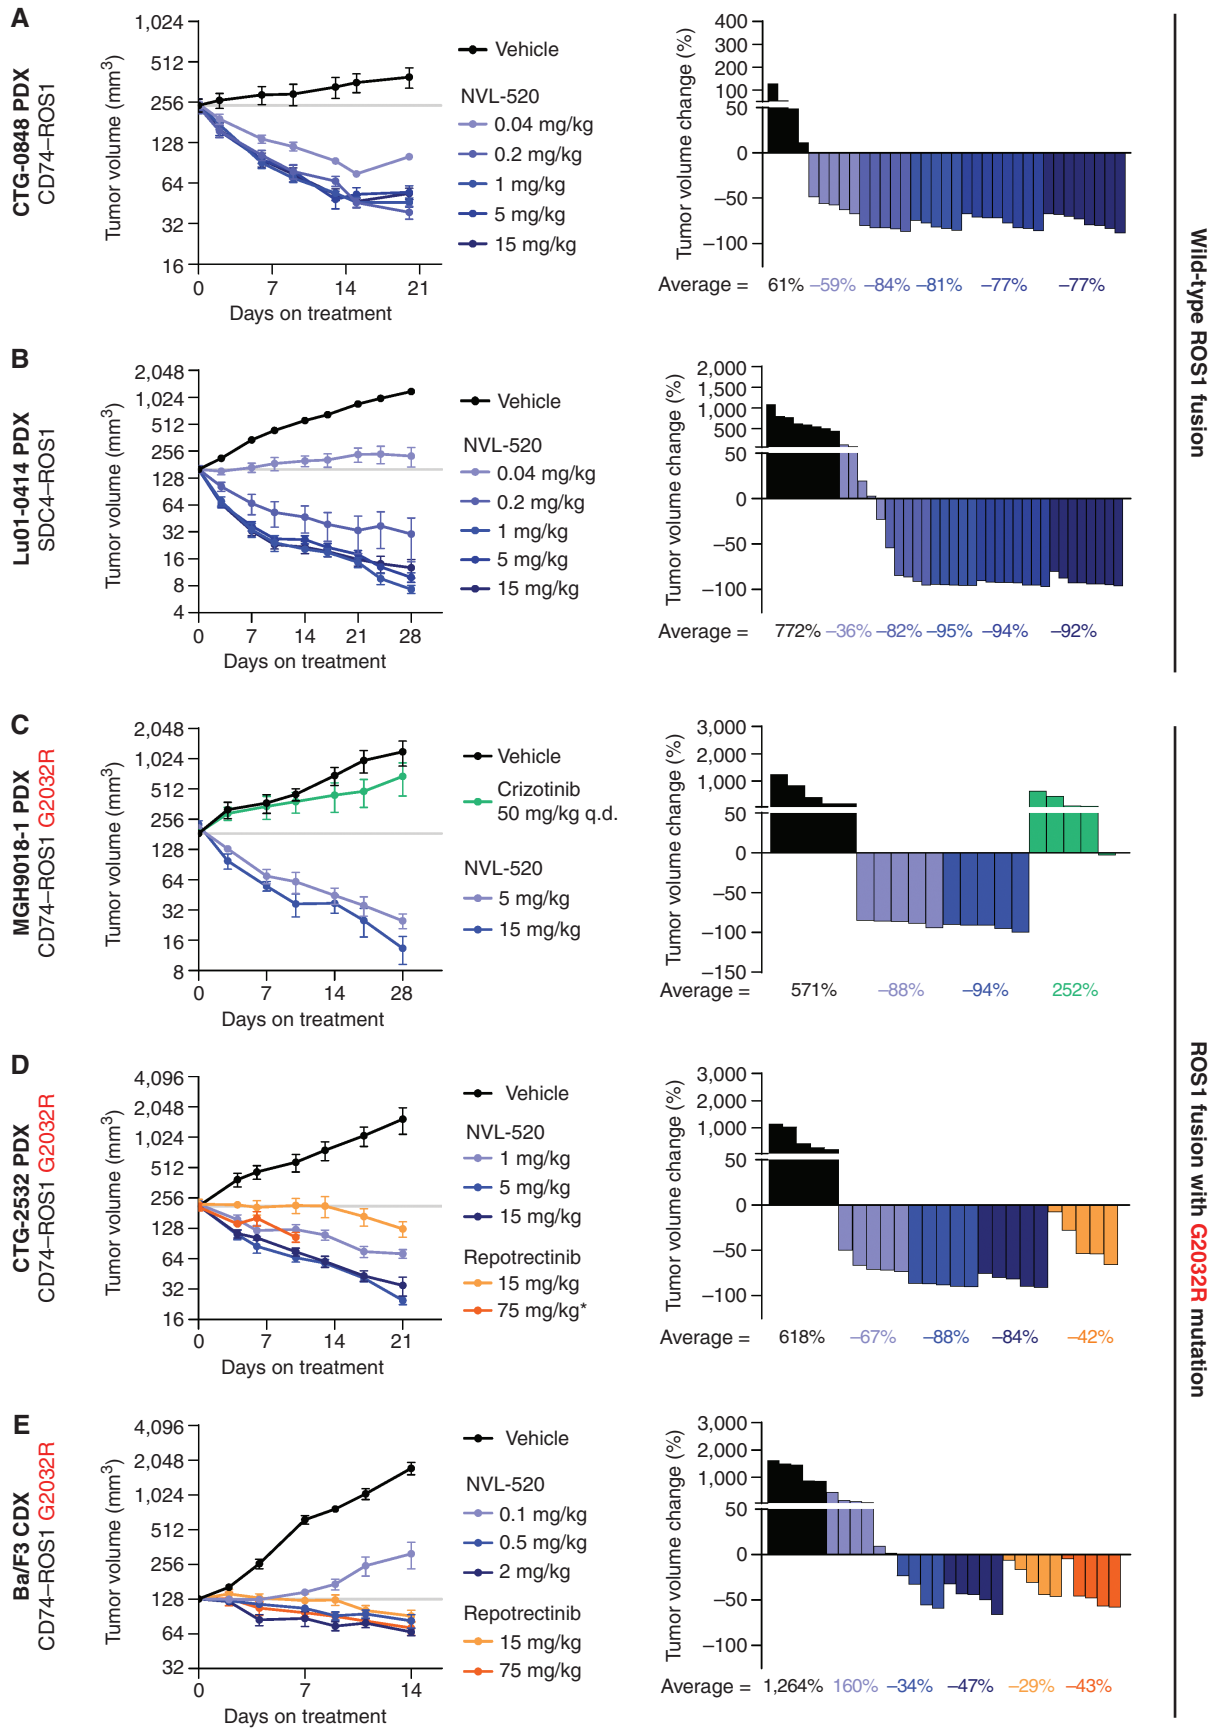 A
CTG-0848 PDX
CD74–ROS1
Tumor volume (mm³)
1,024
512
256
128
64
32
16
0 7 14 21
Days on treatment
Vehicle
NVL-520
0.04 mg/kg
0.2 mg/kg
1 mg/kg
5 mg/kg
15 mg/kg
Tumor volume change (%)
400
300
200
100
50
0
–50
–100
Average = 61% –59% –84% –81% –77% –77%
B
Lu01-0414 PDX
SDC4–ROS1
Tumor volume (mm³)
2,048
1,024
512
256
128
64
32
16
8
4
0 7 14 21 28
Days on treatment
Vehicle
NVL-520
0.04 mg/kg
0.2 mg/kg
1 mg/kg
5 mg/kg
15 mg/kg
Tumor volume change (%)
2,000
1,500
1,000
500
50
0
–50
–100
Average = 772% –36% –82% –95% –94% –92%
Wild-type ROS1 fusion
C
MGH9018-1 PDX
CD74–ROS1 G2032R
Tumor volume (mm³)
2,048
1,024
512
256
128
64
32
16
8
0 7 14 28
Days on treatment
Vehicle
Crizotinib
50 mg/kg q.d.
NVL-520
5 mg/kg
15 mg/kg
Tumor volume change (%)
3,000
2,000
1,000
50
0
–50
–100
–150
Average = 571% –88% –94% 252%
D
CTG-2532 PDX
CD74–ROS1 G2032R
Tumor volume (mm³)
4,096
2,048
1,024
512
256
128
64
32
16
0 7 14 21
Days on treatment
Vehicle
NVL-520
1 mg/kg
5 mg/kg
15 mg/kg
Repotrectinib
15 mg/kg
75 mg/kg*
Tumor volume change (%)
3,000
2,000
1,000
50
0
–50
–100
Average = 618% –67% –88% –84% –42%
E
Ba/F3 CDX
CD74–ROS1 G2032R
Tumor volume (mm³)
4,096
2,048
1,024
512
256
128
64
32
0 7 14
Days on treatment
Vehicle
NVL-520
0.1 mg/kg
0.5 mg/kg
2 mg/kg
Repotrectinib
15 mg/kg
75 mg/kg
Tumor volume change (%)
3,000
2,000
1,000
50
0
–50
–100
Average = 1,264% 160% –34% –47% –29% –43%
ROS1 fusion with G2032R mutation